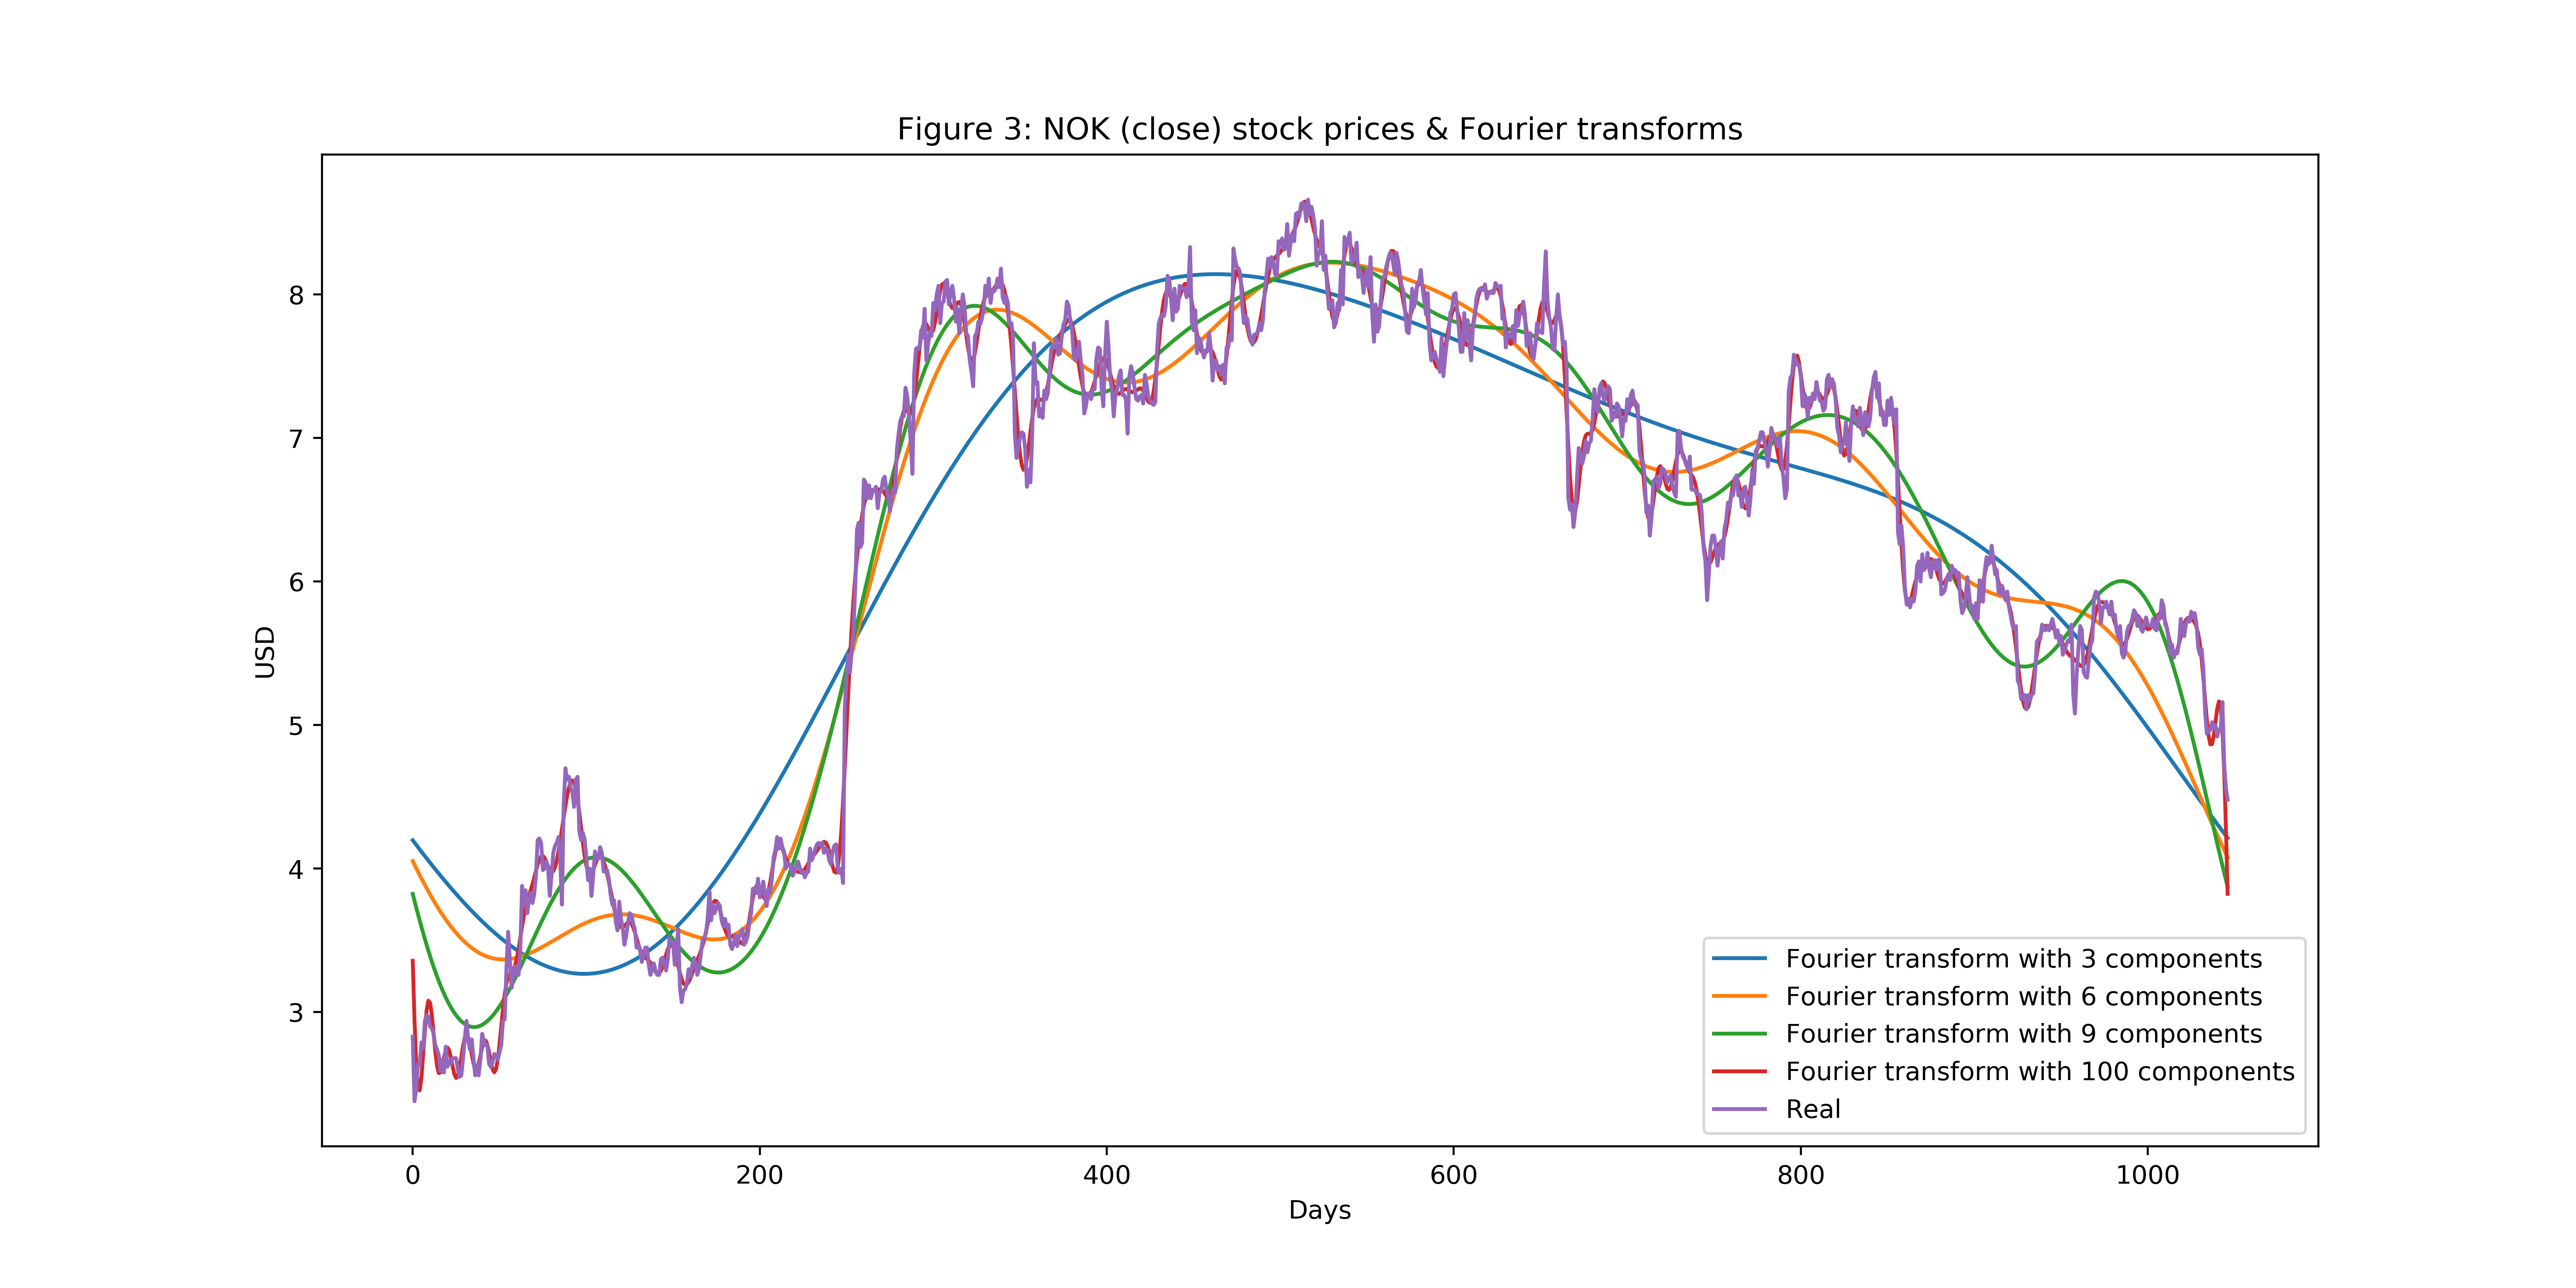 Figure 3: NOK (close) stock prices & Fourier transforms
USD
8
7
6
5
4
3
0 200 400 600 800 1000
Days
Fourier transform with 3 components
Fourier transform with 6 components
Fourier transform with 9 components
Fourier transform with 100 components
Real